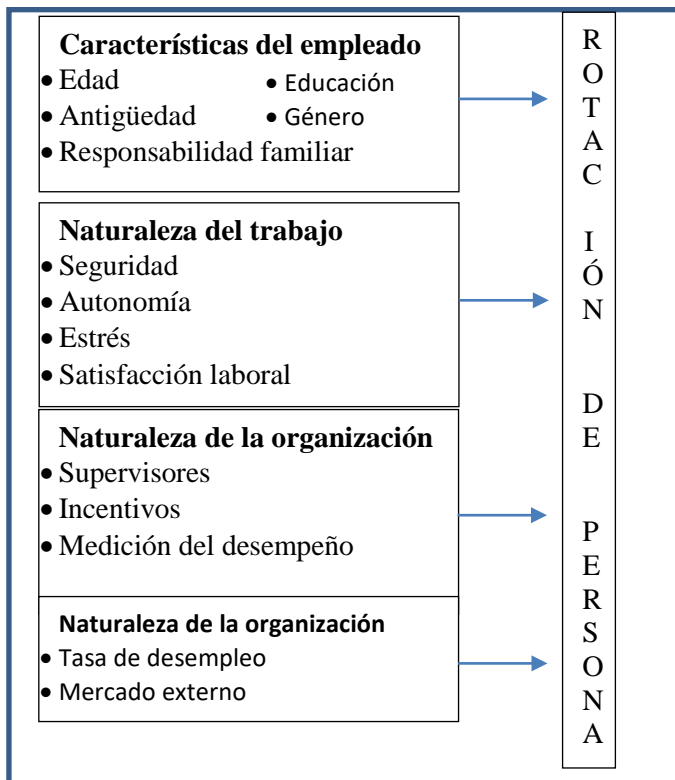 Características del empleado
• Edad • Educación
• Antigüedad • Género
• Responsabilidad familiar
Naturaleza del trabajo
• Seguridad
• Autonomía
• Estrés
• Satisfacción laboral
Naturaleza de la organización
• Supervisores
• Incentivos
• Medición del desempeño
Naturaleza de la organización
• Tasa de desempleo
• Mercado externo
R
O
T
A
C
I
Ó
N
D
E
P
E
R
S
O
N
A